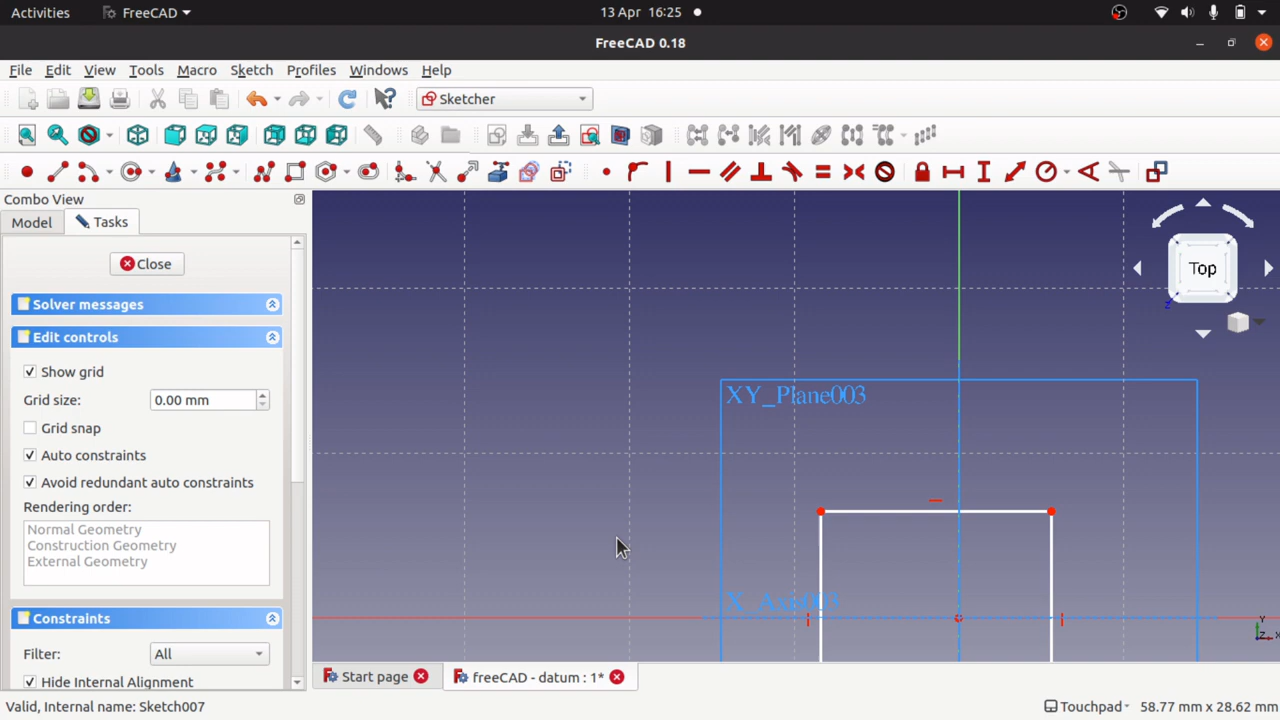 Activities FreeCAD 13 Apr 16:25
FreeCAD 0.18
File Edit View Tools Macro Sketch Profiles Windows Help
Sketcher
Combo View
Model Tasks
Close
Solver messages
Edit controls
Show grid
Grid size: 0.00 mm
Grid snap
Auto constraints
Avoid redundant auto constraints
Rendering order:
Normal Geometry
Construction Geometry
External Geometry
Constraints
Filter: All
Hide Internal Alignment
Top
XY_Plane003
X_Axis003
Y
Z
X
Start page freeCAD - datum : 1*
Valid, Internal name: Sketch007 Touchpad 58.77 mm x 28.62 mm